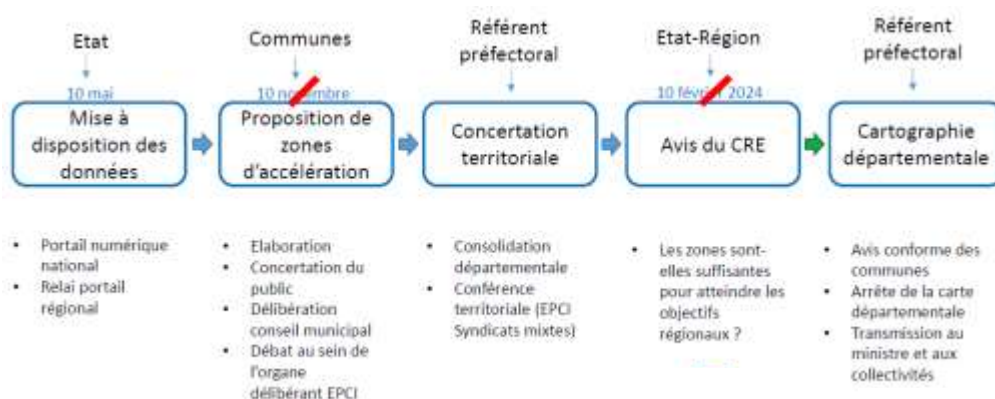 Etat
Communes
Référent
préfectoral
Etat-Région
Référent
préfectoral
10 mai
10 novembre
10 février 2024
Mise à
disposition des
données
Proposition de
zones
d'accélération
Concertation
territoriale
Avis du CRE
Cartographie
départementale
• Portail numérique
national
• Relai portail
régional
• Elaboration
• Concertation du
public
• Délibération
conseil municipal
• Débat au sein de
l'organe
délibérant EPCI
• Consolidation
départementale
• Conférence
territoriale (EPCI
Syndicats mixtes)
• Les zones sont-
elles suffisantes
pour atteindre les
objectifs
régionaux ?
• Avis conforme des
communes
• Arrête de la carte
départementale
• Transmission au
ministre et aux
collectivités